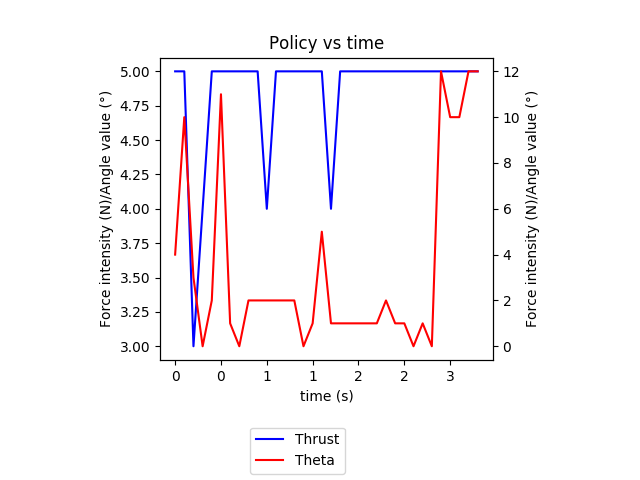 Policy vs time
5.00
4.75
4.50
4.25
4.00
3.75
3.50
3.25
3.00
Force intensity (N)/Angle value (°)
12
10
8
6
4
2
0
Force intensity (N)/Angle value (°)
0 0 1 1 2 2 3
time (s)
Thrust
Theta